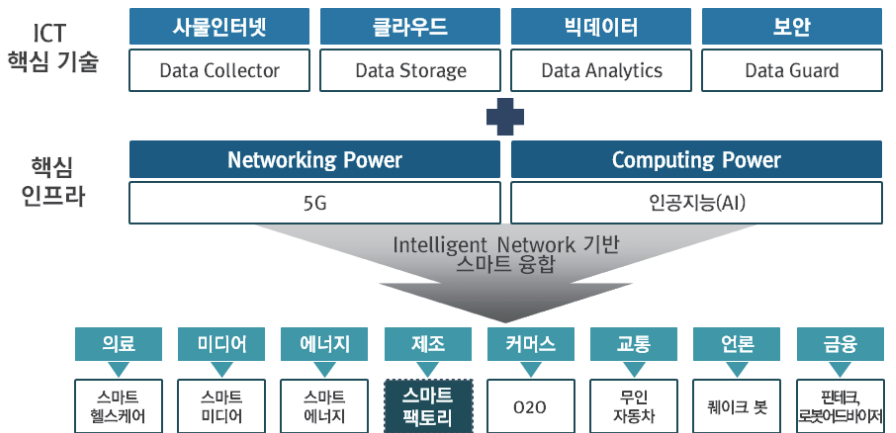 ICT
핵심 기술
사물인터넷
클라우드
빅데이터
보안
Data Collector
Data Storage
Data Analytics
Data Guard
핵심
인프라
Networking Power
Computing Power
5G
인공지능(AI)
Intelligent Network 기반
스마트 융합
의료
미디어
에너지
제조
커머스
교통
언론
금융
스마트
헬스케어
스마트
미디어
스마트
에너지
스마트
팩토리
O2O
무인
자동차
퀘이크 봇
핀테크,
로봇어드바이저